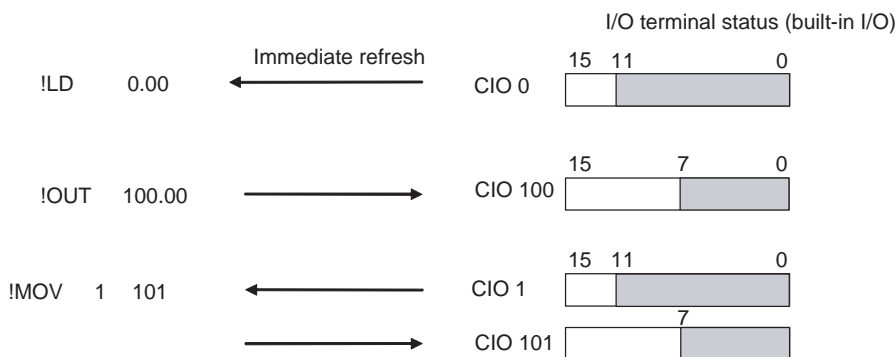 I/O terminal status (built-in I/O)
Immediate refresh
15 11 0
!LD 0.00 CIO 0
15 7 0
!OUT 100.00 CIO 100
15 11 0
!MOV 1 101 CIO 1
7
CIO 101